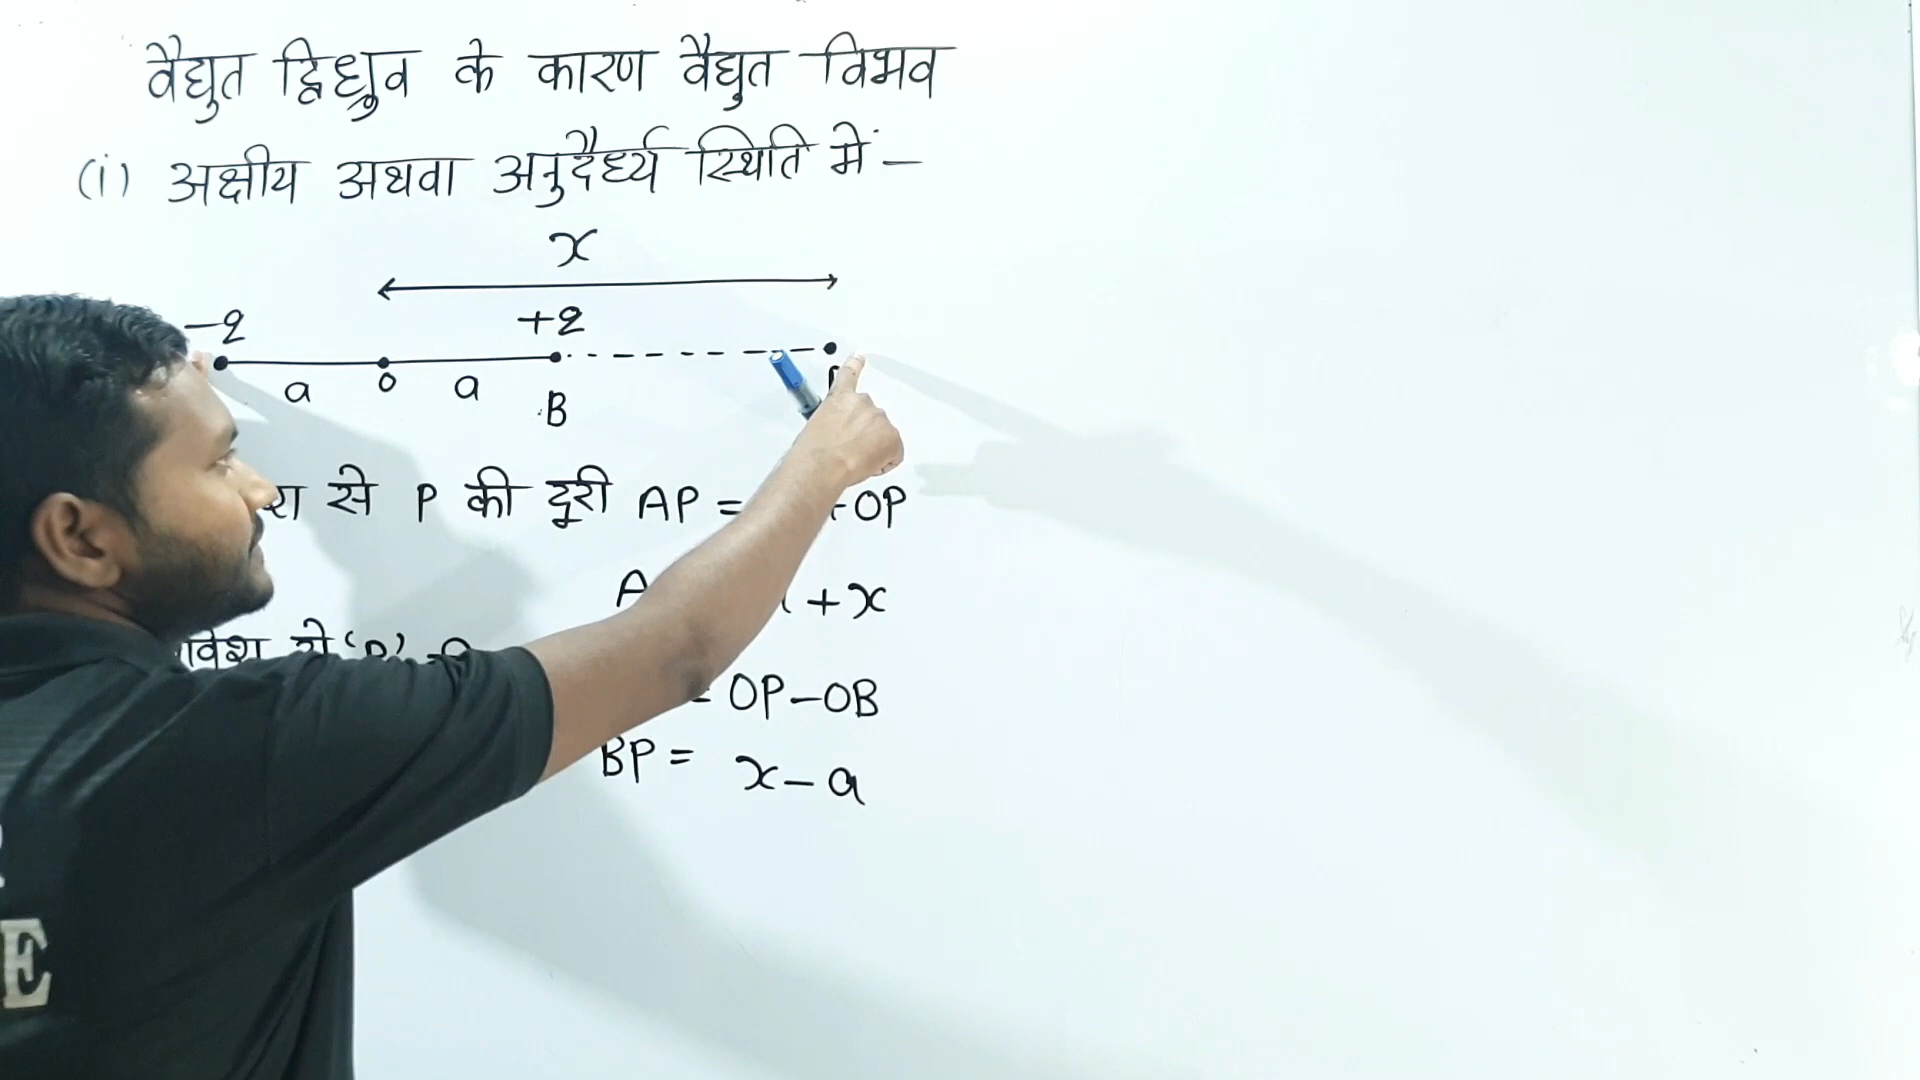 वैद्युत द्विध्रुव के कारण वैद्युत विभव
(i) अक्षीय अथवा अनुदैर्ध्य स्थिति में –
x
-q +q
a o a B
से P की दूरी AP = + OP
A + x
= OP – OB
BP = x – a
E